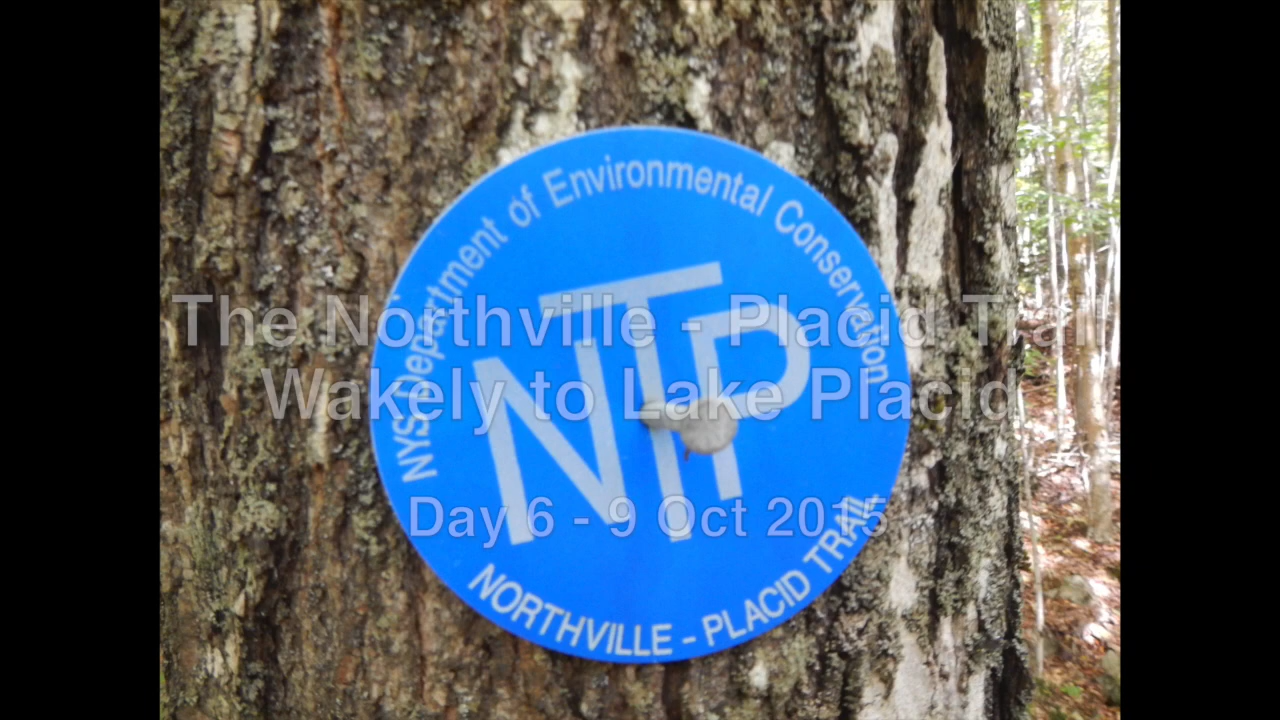 NYS Department of Environmental Conservation
NTP
NORTHVILLE - PLACID TRAIL
The Northville - Placid Trail
Wakely to Lake Placid
Day 6 - 9 Oct 2015